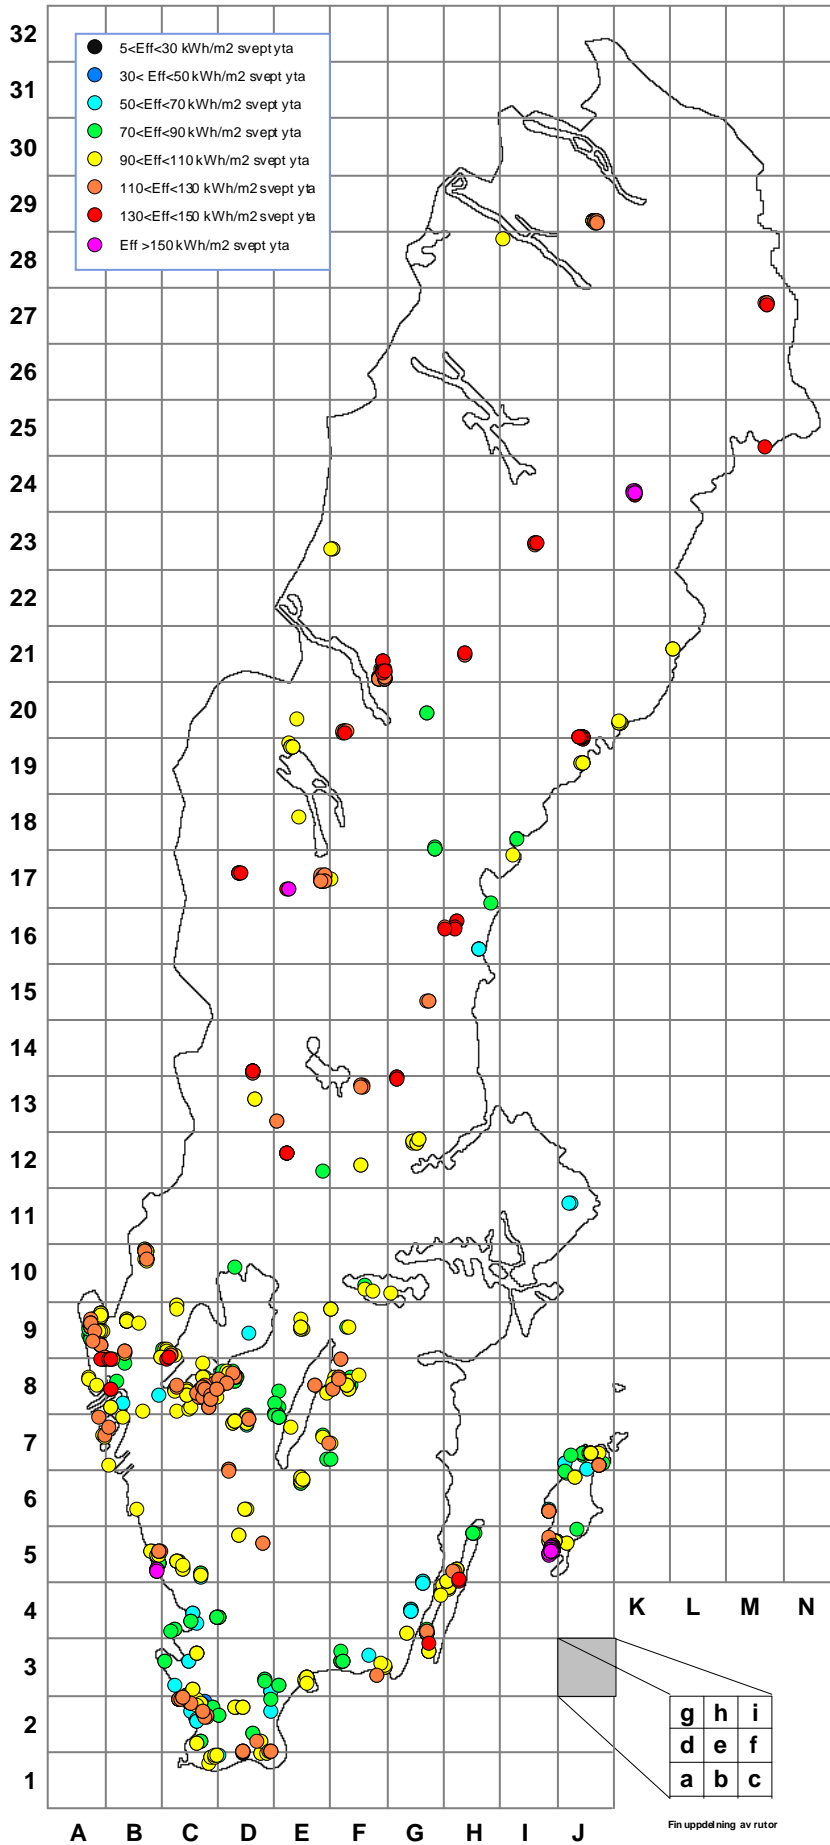 32
5<Eff<30 kWh/m2 svept yta
30< Eff<50 kWh/m2 svept yta
50<Eff<70 kWh/m2 svept yta
70<Eff<90 kWh/m2 svept yta
90<Eff<110 kWh/m2 svept yta
110<Eff<130 kWh/m2 svept yta
130<Eff<150 kWh/m2 svept yta
Eff >150 kWh/m2 svept yta
31
30
29
28
27
26
25
24
23
22
21
20
19
18
17
16
15
14
13
12
11
10
9
8
7
6
5
4
K L M N
3
g h i
2
d e f
a b c
1
Fin uppdelning av rutor
A B C D E F G H I J